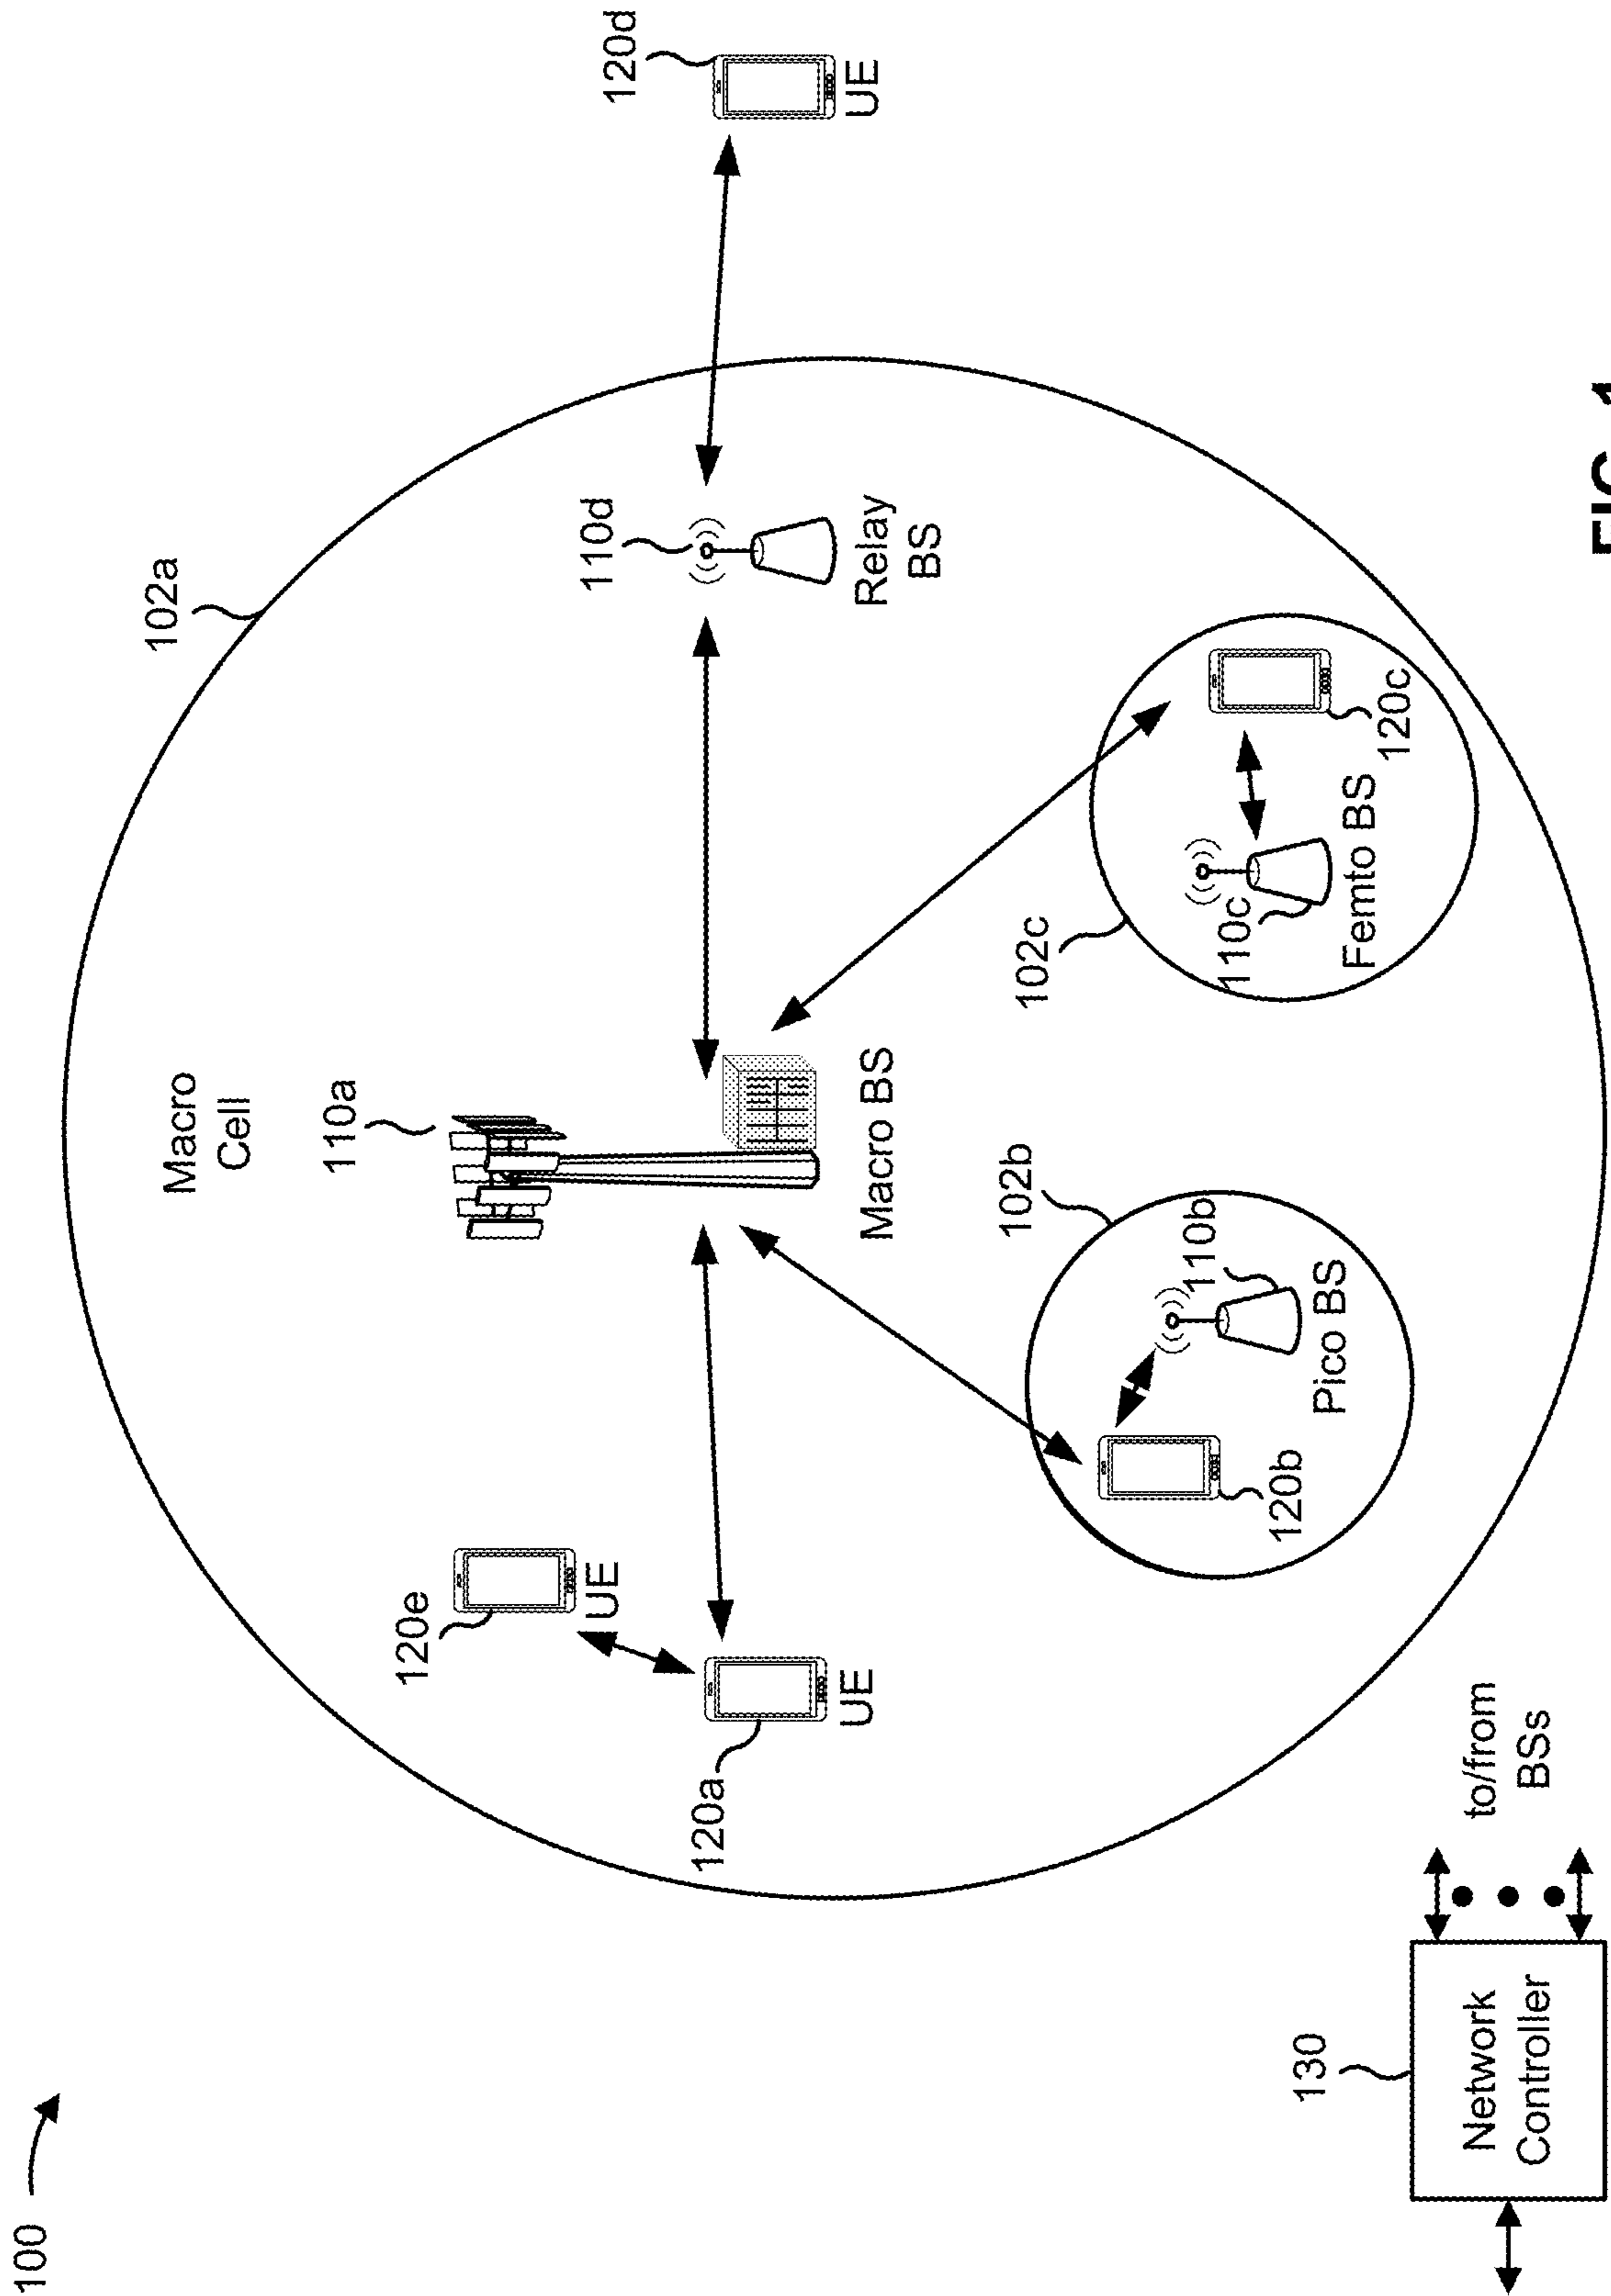 100
102a
Macro
Cell
110a
120d
UE
110d
Relay
BS
120e
UE
120a
UE
Macro BS
102b
110b
Pico BS
120b
102c
110c
Femto BS
120c
130
Network
Controller
to/from
BSs